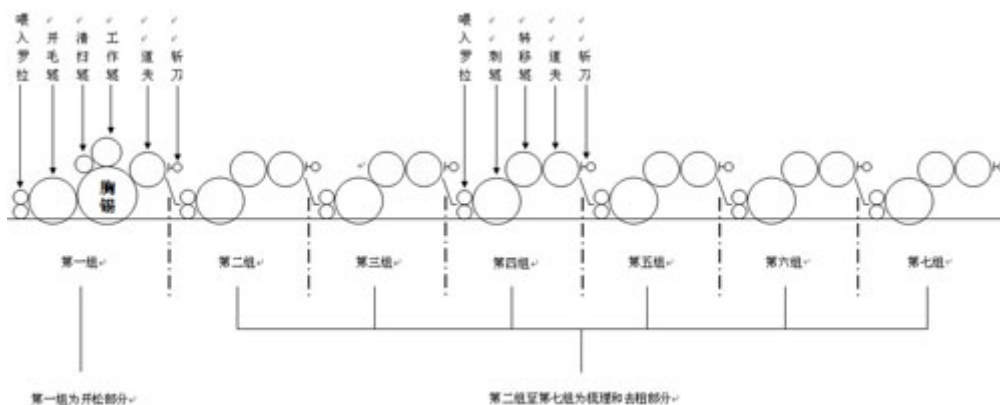 喂入罗拉
开毛辊
清扫辊
工作辊
道夫
斩刀
喂入罗拉
刺辊
转移辊
道夫
斩刀
胸锡
第一组
第二组
第三组
第四组
第五组
第六组
第七组
第一组为开松部分
第二组至第七组为梳理和去粗部分